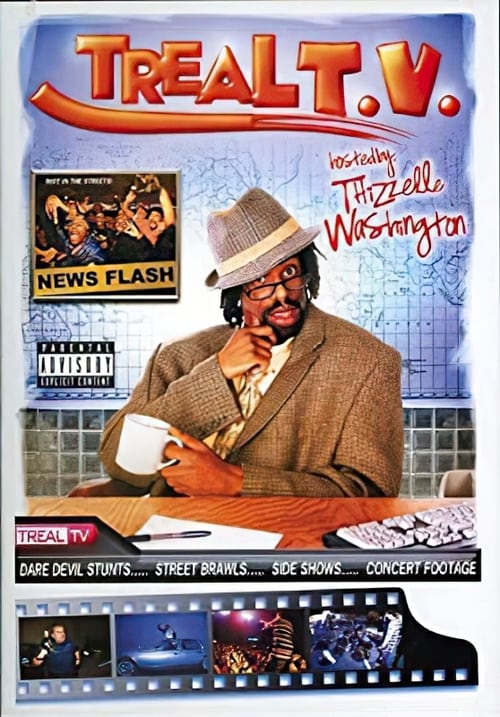 TREAL T.V.
hosted by:
THizzelle
Washington
RIOT IN THE STREETS!
NEWS FLASH
PARENTAL
ADVISORY
EXPLICIT CONTENT
TREAL TV
DARE DEVIL STUNTS..... STREET BRAWLS..... SIDE SHOWS..... CONCERT FOOTAGE